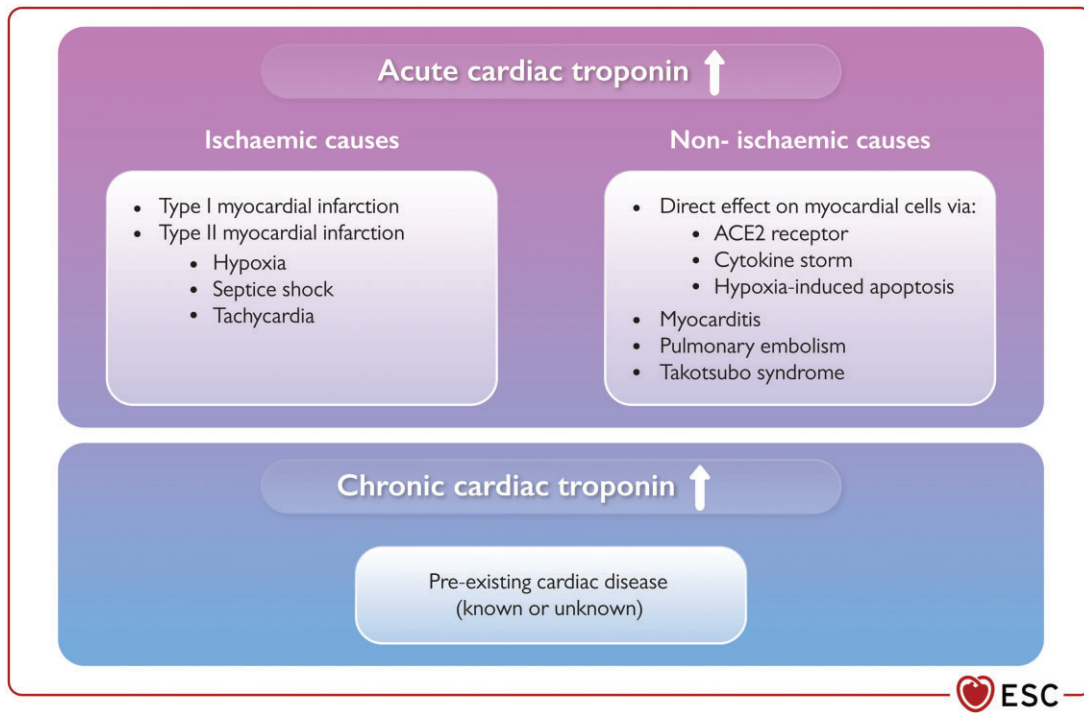 Acute cardiac troponin
Ischaemic causes
• Type I myocardial infarction
• Type II myocardial infarction
• Hypoxia
• Septice shock
• Tachycardia
Non- ischaemic causes
• Direct effect on myocardial cells via:
• ACE2 receptor
• Cytokine storm
• Hypoxia-induced apoptosis
• Myocarditis
• Pulmonary embolism
• Takotsubo syndrome
Chronic cardiac troponin
Pre-existing cardiac disease
(known or unknown)
ESC